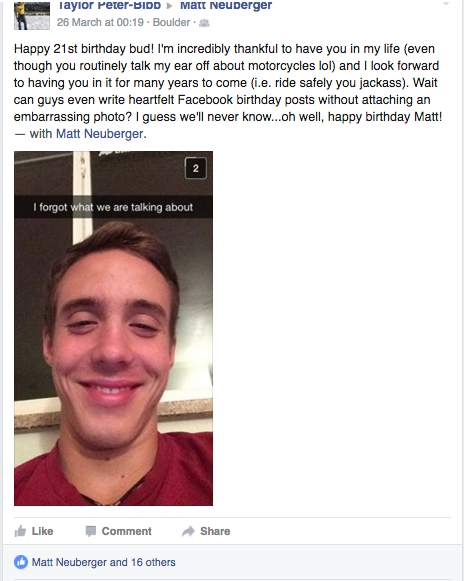 Taylor Peter-Bibb ▸ Matt Neuberger
26 March at 00:19 · Boulder ·
Happy 21st birthday bud! I'm incredibly thankful to have you in my life (even
though you routinely talk my ear off about motorcycles lol) and I look forward
to having you in it for many years to come (i.e. ride safely you jackass). Wait
can guys even write heartfelt Facebook birthday posts without attaching an
embarrassing photo? I guess we'll never know...oh well, happy birthday Matt!
— with Matt Neuberger.
2
I forgot what we are talking about
Like Comment Share
Matt Neuberger and 16 others